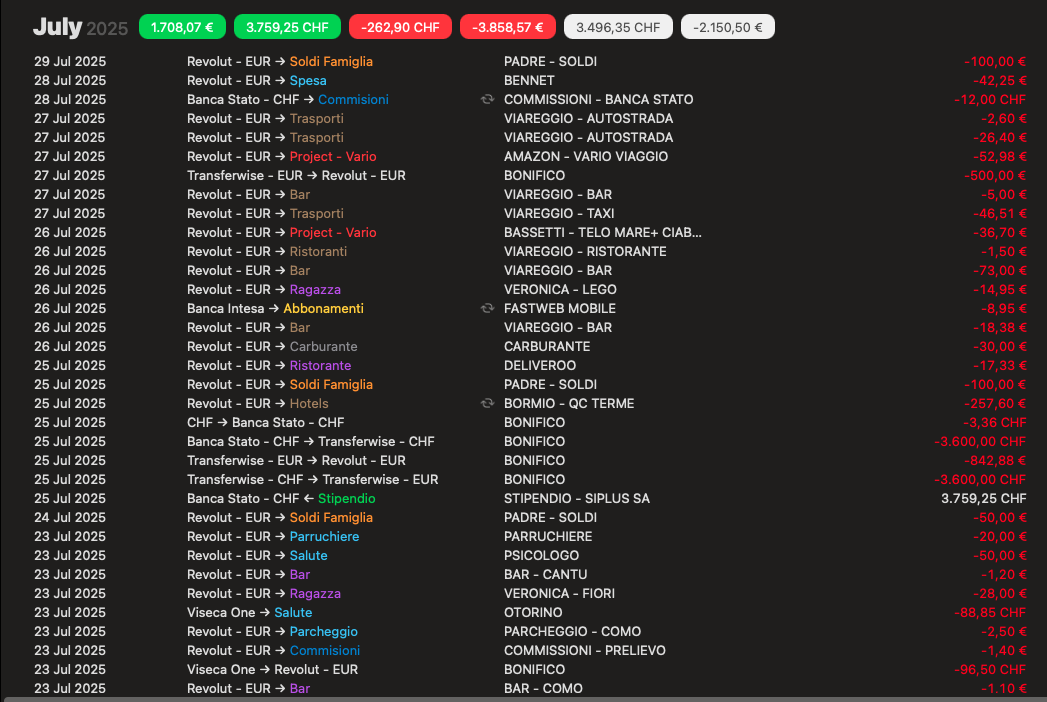 July 2025 1.708,07 € 3.759,25 CHF -262,90 CHF -3.858,57 € 3.496,35 CHF -2.150,50 €
29 Jul 2025 Revolut - EUR → Soldi Famiglia PADRE - SOLDI -100,00 €
28 Jul 2025 Revolut - EUR → Spesa BENNET -42,25 €
28 Jul 2025 Banca Stato - CHF → Commisioni COMMISSIONI - BANCA STATO -12,00 CHF
27 Jul 2025 Revolut - EUR → Trasporti VIAREGGIO - AUTOSTRADA -2,60 €
27 Jul 2025 Revolut - EUR → Trasporti VIAREGGIO - AUTOSTRADA -26,40 €
27 Jul 2025 Revolut - EUR → Project - Vario AMAZON - VARIO VIAGGIO -52,98 €
27 Jul 2025 Transferwise - EUR → Revolut - EUR BONIFICO -500,00 €
27 Jul 2025 Revolut - EUR → Bar VIAREGGIO - BAR -5,00 €
27 Jul 2025 Revolut - EUR → Trasporti VIAREGGIO - TAXI -46,51 €
26 Jul 2025 Revolut - EUR → Project - Vario BASSETTI - TELO MARE+ CIAB... -36,70 €
26 Jul 2025 Revolut - EUR → Ristoranti VIAREGGIO - RISTORANTE -1,50 €
26 Jul 2025 Revolut - EUR → Bar VIAREGGIO - BAR -73,00 €
26 Jul 2025 Revolut - EUR → Ragazza VERONICA - LEGO -14,95 €
26 Jul 2025 Banca Intesa → Abbonamenti FASTWEB MOBILE -8,95 €
26 Jul 2025 Revolut - EUR → Bar VIAREGGIO - BAR -18,38 €
26 Jul 2025 Revolut - EUR → Carburante CARBURANTE -30,00 €
25 Jul 2025 Revolut - EUR → Ristorante DELIVEROO -17,33 €
25 Jul 2025 Revolut - EUR → Soldi Famiglia PADRE - SOLDI -100,00 €
25 Jul 2025 Revolut - EUR → Hotels BORMIO - QC TERME -257,60 €
25 Jul 2025 CHF → Banca Stato - CHF BONIFICO -3,36 CHF
25 Jul 2025 Banca Stato - CHF → Transferwise - CHF BONIFICO -3.600,00 CHF
25 Jul 2025 Transferwise - EUR → Revolut - EUR BONIFICO -842,88 €
25 Jul 2025 Transferwise - CHF → Transferwise - EUR BONIFICO -3.600,00 CHF
25 Jul 2025 Banca Stato - CHF ← Stipendio STIPENDIO - SIPLUS SA 3.759,25 CHF
24 Jul 2025 Revolut - EUR → Soldi Famiglia PADRE - SOLDI -50,00 €
23 Jul 2025 Revolut - EUR → Parruchiere PARRUCHIERE -20,00 €
23 Jul 2025 Revolut - EUR → Salute PSICOLOGO -50,00 €
23 Jul 2025 Revolut - EUR → Bar BAR - CANTU -1,20 €
23 Jul 2025 Revolut - EUR → Ragazza VERONICA - FIORI -28,00 €
23 Jul 2025 Viseca One → Salute OTORINO -88,85 CHF
23 Jul 2025 Revolut - EUR → Parcheggio PARCHEGGIO - COMO -2,50 €
23 Jul 2025 Revolut - EUR → Commisioni COMMISSIONI - PRELIEVO -1,40 €
23 Jul 2025 Viseca One → Revolut - EUR BONIFICO -96,50 CHF
23 Jul 2025 Revolut - EUR → Bar BAR - COMO -1,10 €